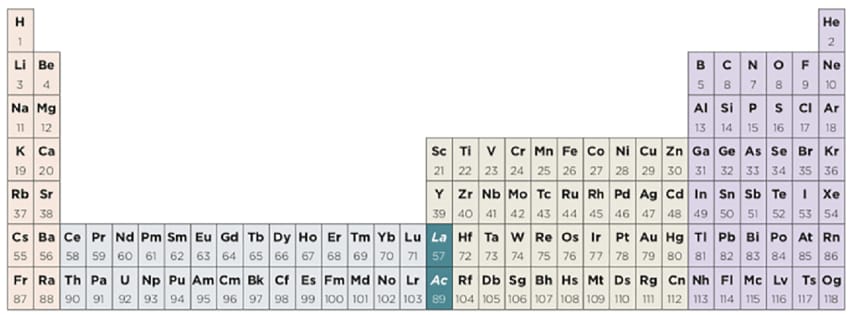 H He
1 2
Li Be B C N O F Ne
3 4 5 6 7 8 9 10
Na Mg Al Si P S Cl Ar
11 12 13 14 15 16 17 18
K Ca Sc Ti V Cr Mn Fe Co Ni Cu Zn Ga Ge As Se Br Kr
19 20 21 22 23 24 25 26 27 28 29 30 31 32 33 34 35 36
Rb Sr Y Zr Nb Mo Tc Ru Rh Pd Ag Cd In Sn Sb Te I Xe
37 38 39 40 41 42 43 44 45 46 47 48 49 50 51 52 53 54
Cs Ba Ce Pr Nd Pm Sm Eu Gd Tb Dy Ho Er Tm Yb Lu La Hf Ta W Re Os Ir Pt Au Hg Tl Pb Bi Po At Rn
55 56 58 59 60 61 62 63 64 65 66 67 68 69 70 71 57 72 73 74 75 76 77 78 79 80 81 82 83 84 85 86
Fr Ra Th Pa U Np Pu Am Cm Bk Cf Es Fm Md No Lr Ac Rf Db Sg Bh Hs Mt Ds Rg Cn Nh Fl Mc Lv Ts Og
87 88 90 91 92 93 94 95 96 97 98 99 100 101 102 103 89 104 105 106 107 108 109 110 111 112 113 114 115 116 117 118